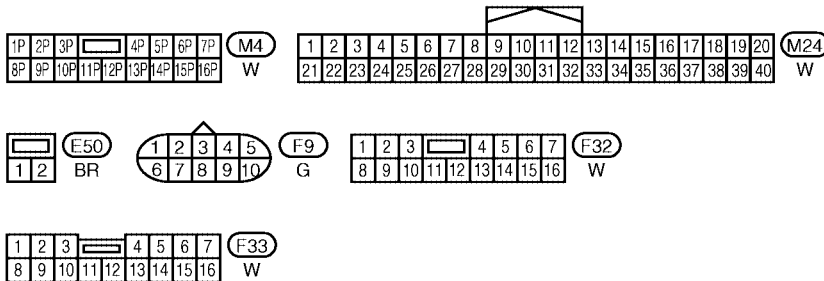 1P 2P 3P 4P 5P 6P 7P M4
8P 9P 10P 11P 12P 13P 14P 15P 16P W
1 2 3 4 5 6 7 8 9 10 11 12 13 14 15 16 17 18 19 20 M24
21 22 23 24 25 26 27 28 29 30 31 32 33 34 35 36 37 38 39 40 W
E50
1 2 BR
1 2 3 4 5 F9
6 7 8 9 10 G
1 2 3 4 5 6 7 F32
8 9 10 11 12 13 14 15 16 W
1 2 3 4 5 6 7 F33
8 9 10 11 12 13 14 15 16 W